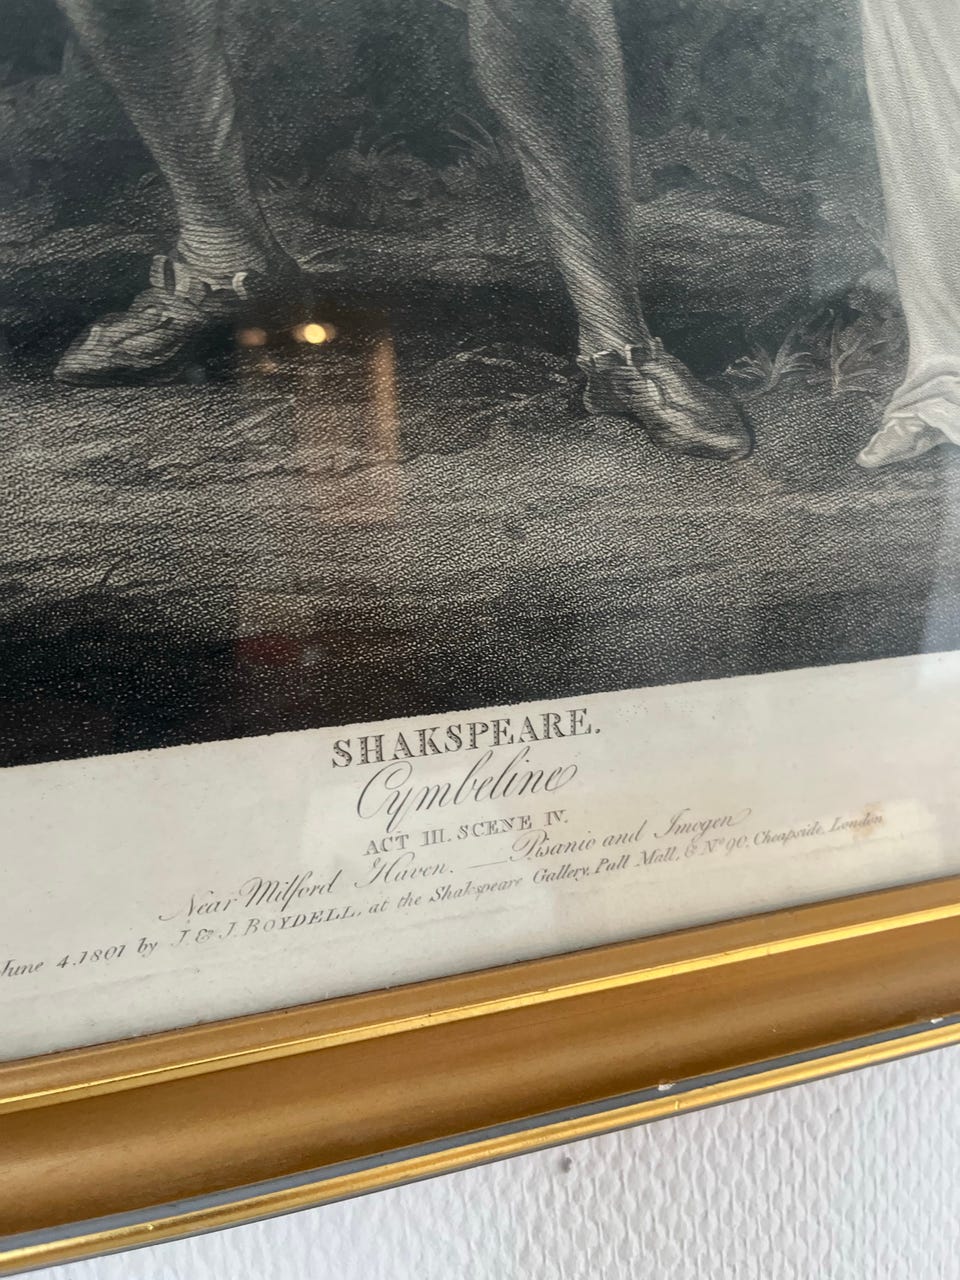 SHAKSPEARE.
Cymbeline
ACT III. SCENE IV.
Near Milford Haven. — Pisanio and Imogen
June 4.1801 by J. & J. BOYDELL, at the Shakspeare Gallery, Pall Mall, & No. 90, Cheapside, London